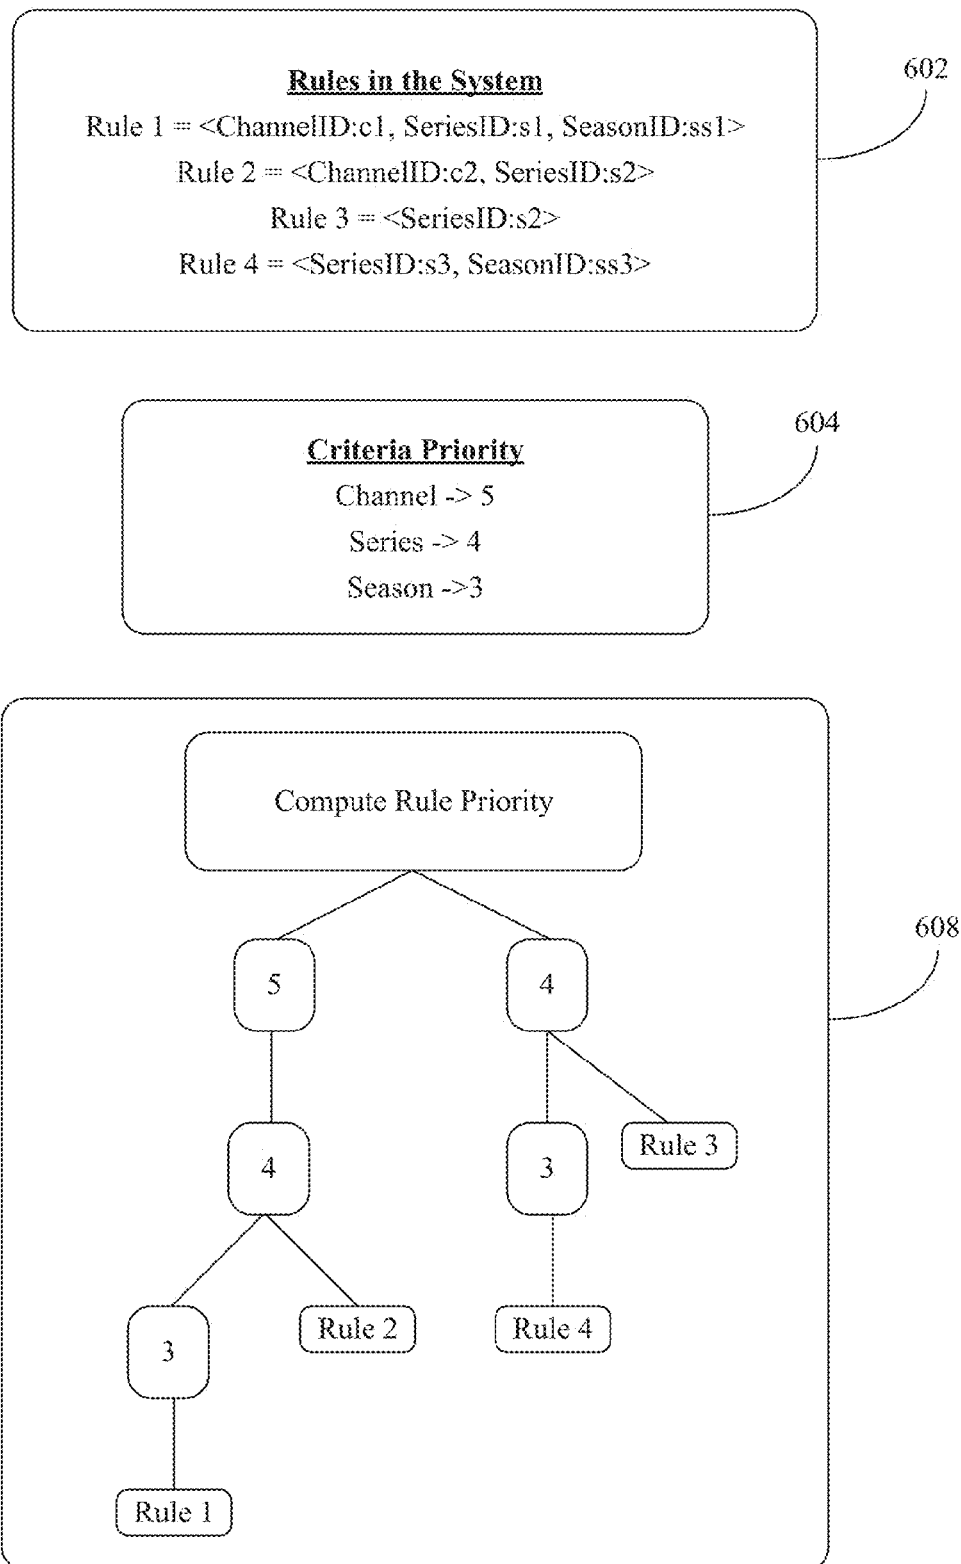 Rules in the System
602
Rule 1 = <ChannelID:c1, SeriesID:s1, SeasonID:ss1>
Rule 2 = <ChannelID:c2, SeriesID:s2>
Rule 3 = <SeriesID:s2>
Rule 4 = <SeriesID:s3, SeasonID:ss3>
604
Criteria Priority
Channel -> 5
Series -> 4
Season ->3
Compute Rule Priority
608
5
4
4
3
Rule 3
3
Rule 2
Rule 4
Rule 1